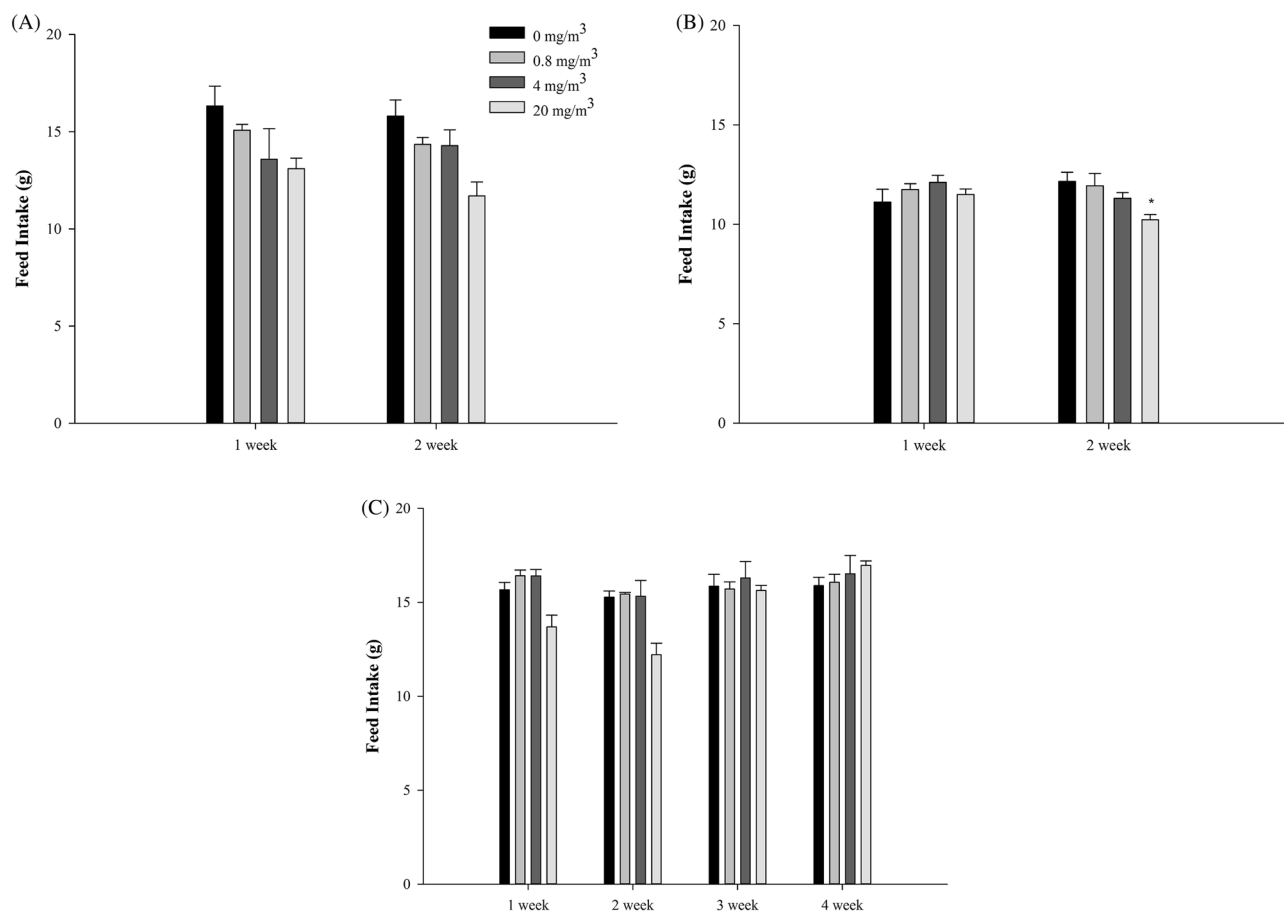 (A)
20
15
10
5
0
Feed Intake (g)
0 mg/m³
0.8 mg/m³
4 mg/m³
20 mg/m³
1 week
2 week
(B)
20
15
10
5
0
Feed Intake (g)
*
1 week
2 week
(C)
20
15
10
5
0
Feed Intake (g)
1 week
2 week
3 week
4 week